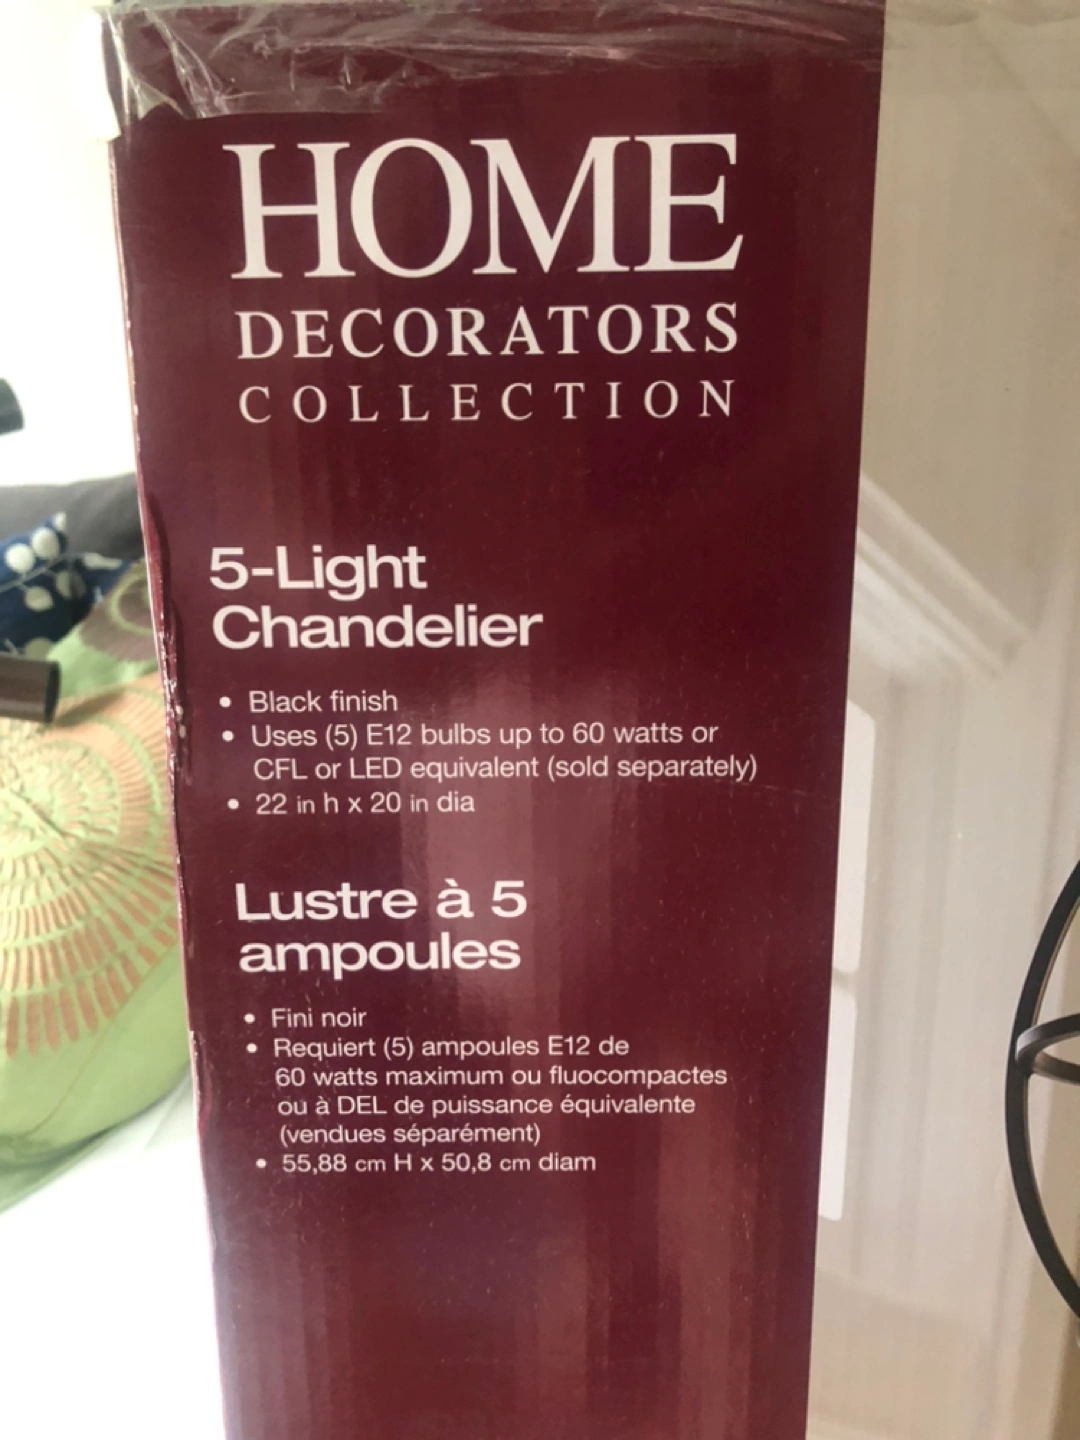 HOME
DECORATORS
COLLECTION
5-Light
Chandelier
• Black finish
• Uses (5) E12 bulbs up to 60 watts or
CFL or LED equivalent (sold separately)
• 22 in h x 20 in dia
Lustre à 5
ampoules
• Fini noir
• Requiert (5) ampoules E12 de
60 watts maximum ou fluocompactes
ou à DEL de puissance équivalente
(vendues séparément)
• 55,88 cm H x 50,8 cm diam